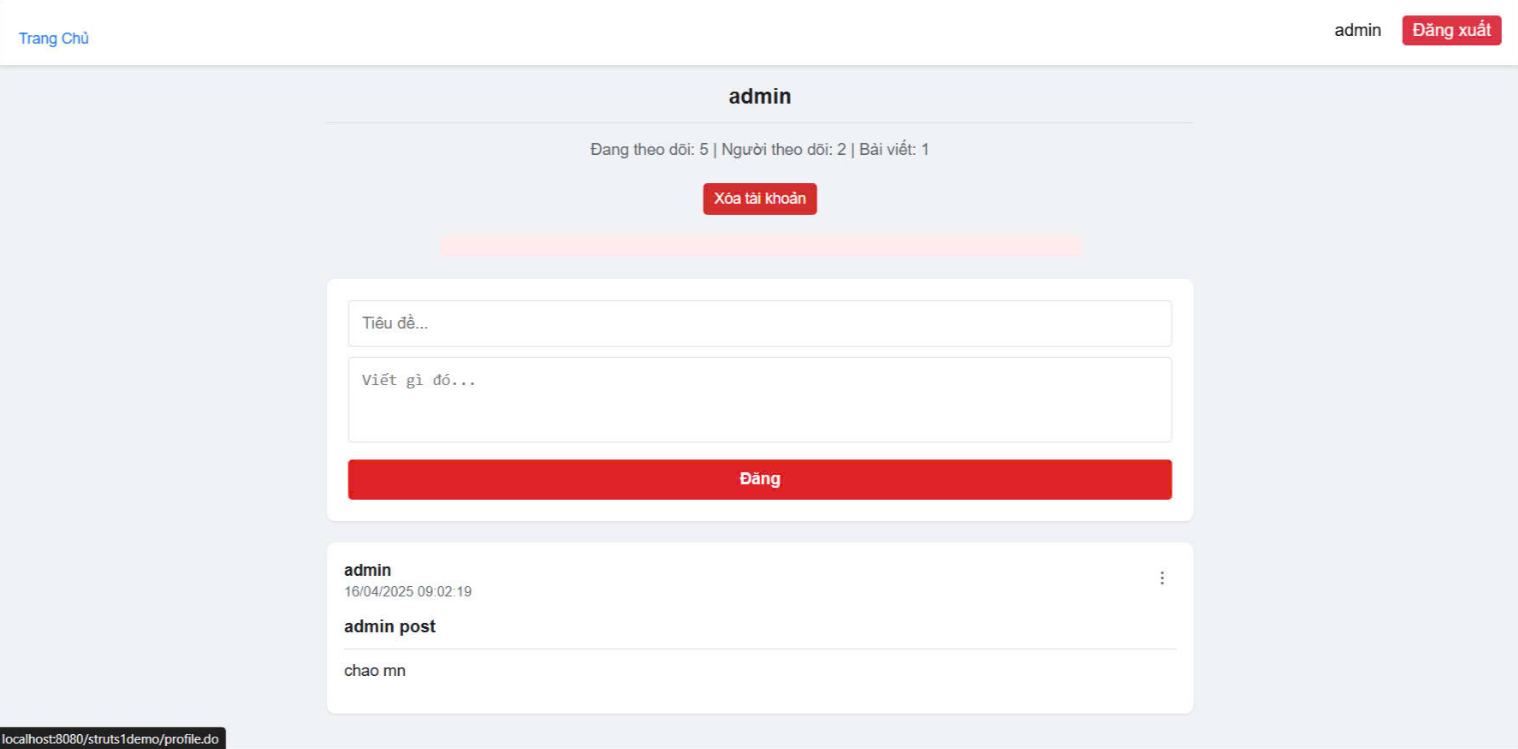 Trang Chủ
admin
Đăng xuất
admin
Đang theo dõi: 5 | Người theo dõi: 2 | Bài viết: 1
Xóa tài khoản
Tiêu đề...
Viết gì đó...
Đăng
admin
16/04/2025 09:02:19
admin post
chao mn
localhost:8080/struts1demo/profile.do